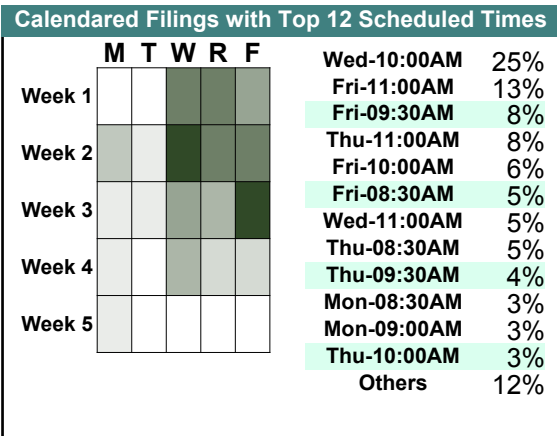 Calendared Filings with Top 12 Scheduled Times
M T W R F
Week 1
Week 2
Week 3
Week 4
Week 5
Wed-10:00AM 25%
Fri-11:00AM 13%
Fri-09:30AM 8%
Thu-11:00AM 8%
Fri-10:00AM 6%
Fri-08:30AM 5%
Wed-11:00AM 5%
Thu-08:30AM 5%
Thu-09:30AM 4%
Mon-08:30AM 3%
Mon-09:00AM 3%
Thu-10:00AM 3%
Others 12%